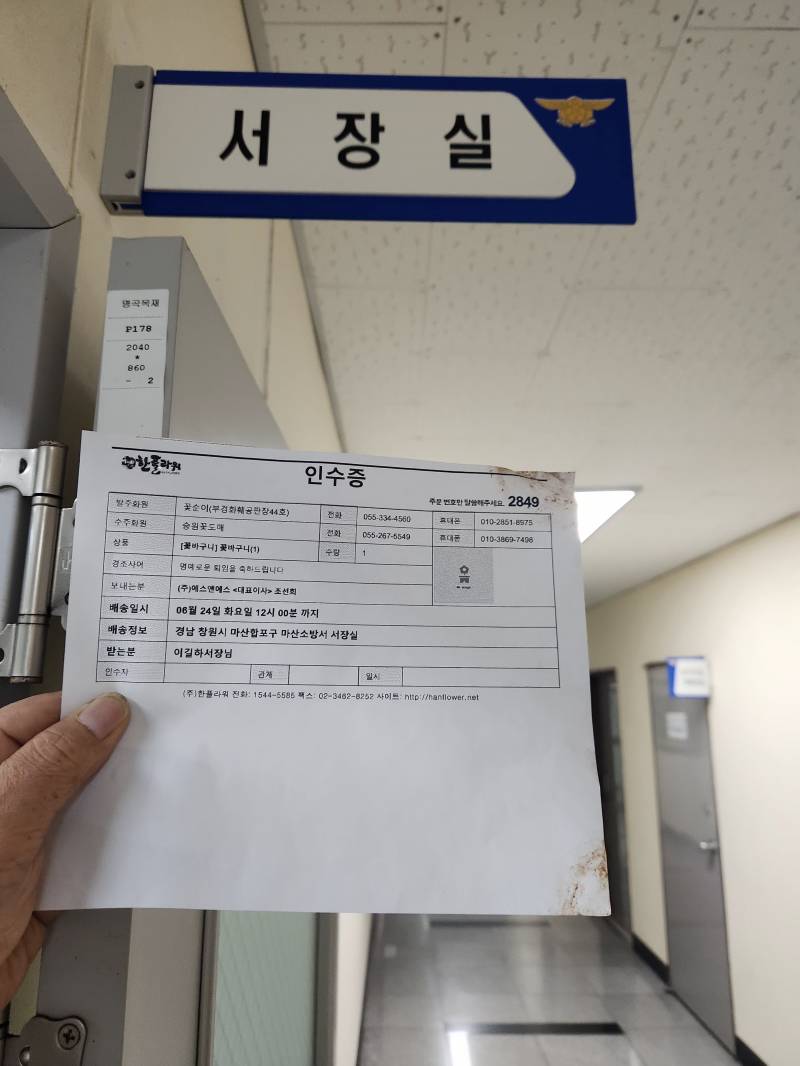 서장실
명곡목재
P178
2040
*
860
- 2
한플라워
인수증
주문 번호만 말씀해주세요. 2849
발주화원 꽃순이(부경화훼공판장44호) 전화 055-334-4560 휴대폰 010-2851-8975
수주화원 승원꽃도매 전화 055-267-5549 휴대폰 010-3869-7498
상품 [꽃바구니] 꽃바구니(1) 수량 1
경조사어 명예로운 퇴임을 축하드립니다
보내는분 (주)에스앤에스 <대표이사> 조선희
배송일시 06월 24일 화요일 12시 00분 까지
배송정보 경남 창원시 마산합포구 마산소방서 서장실
받는분 이길하서장님
인수자 관계 일시
(주)한플라워 전화: 1544-5585 팩스: 02-3462-8252 사이트: http://hanflower.net